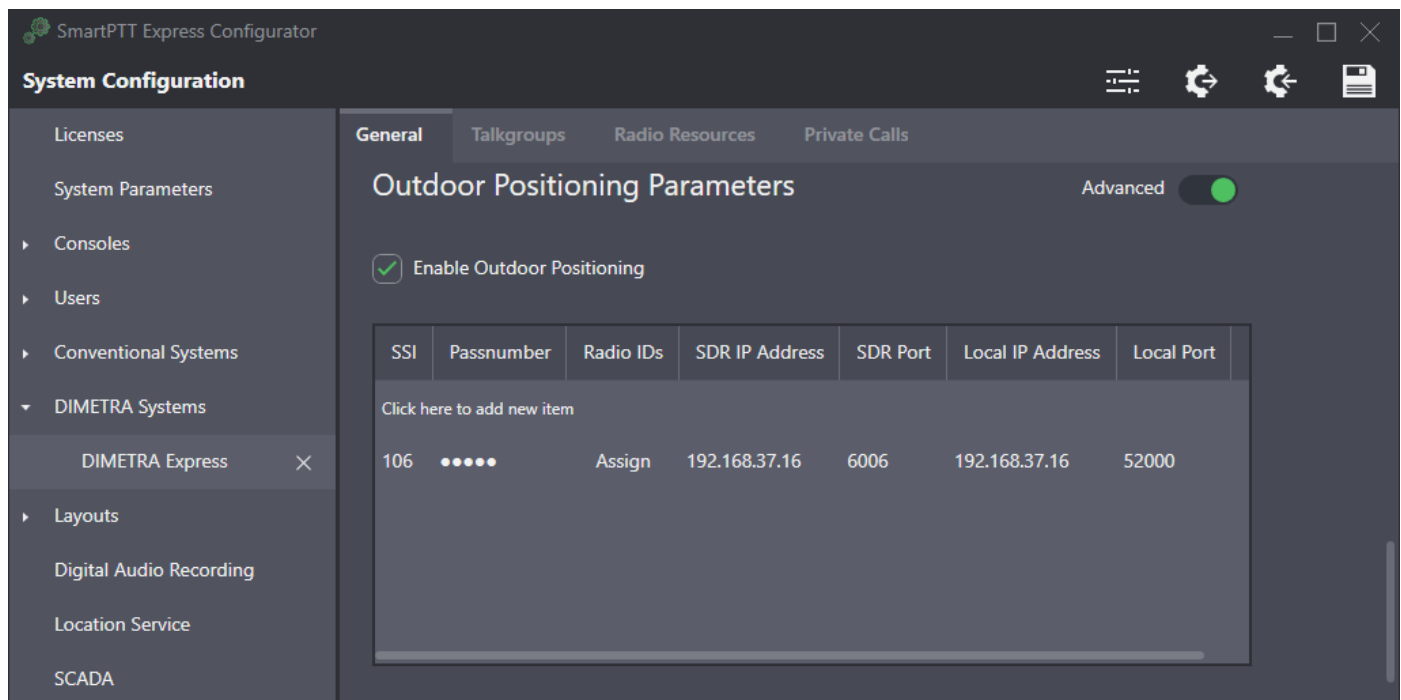 SmartPTT Express Configurator
System Configuration
Licenses
System Parameters
Consoles
Users
Conventional Systems
DIMETRA Systems
DIMETRA Express
Layouts
Digital Audio Recording
Location Service
SCADA
General Talkgroups Radio Resources Private Calls
Outdoor Positioning Parameters
Advanced
Enable Outdoor Positioning
SSI Passnumber Radio IDs SDR IP Address SDR Port Local IP Address Local Port
Click here to add new item
106 ●●●●● Assign 192.168.37.16 6006 192.168.37.16 52000